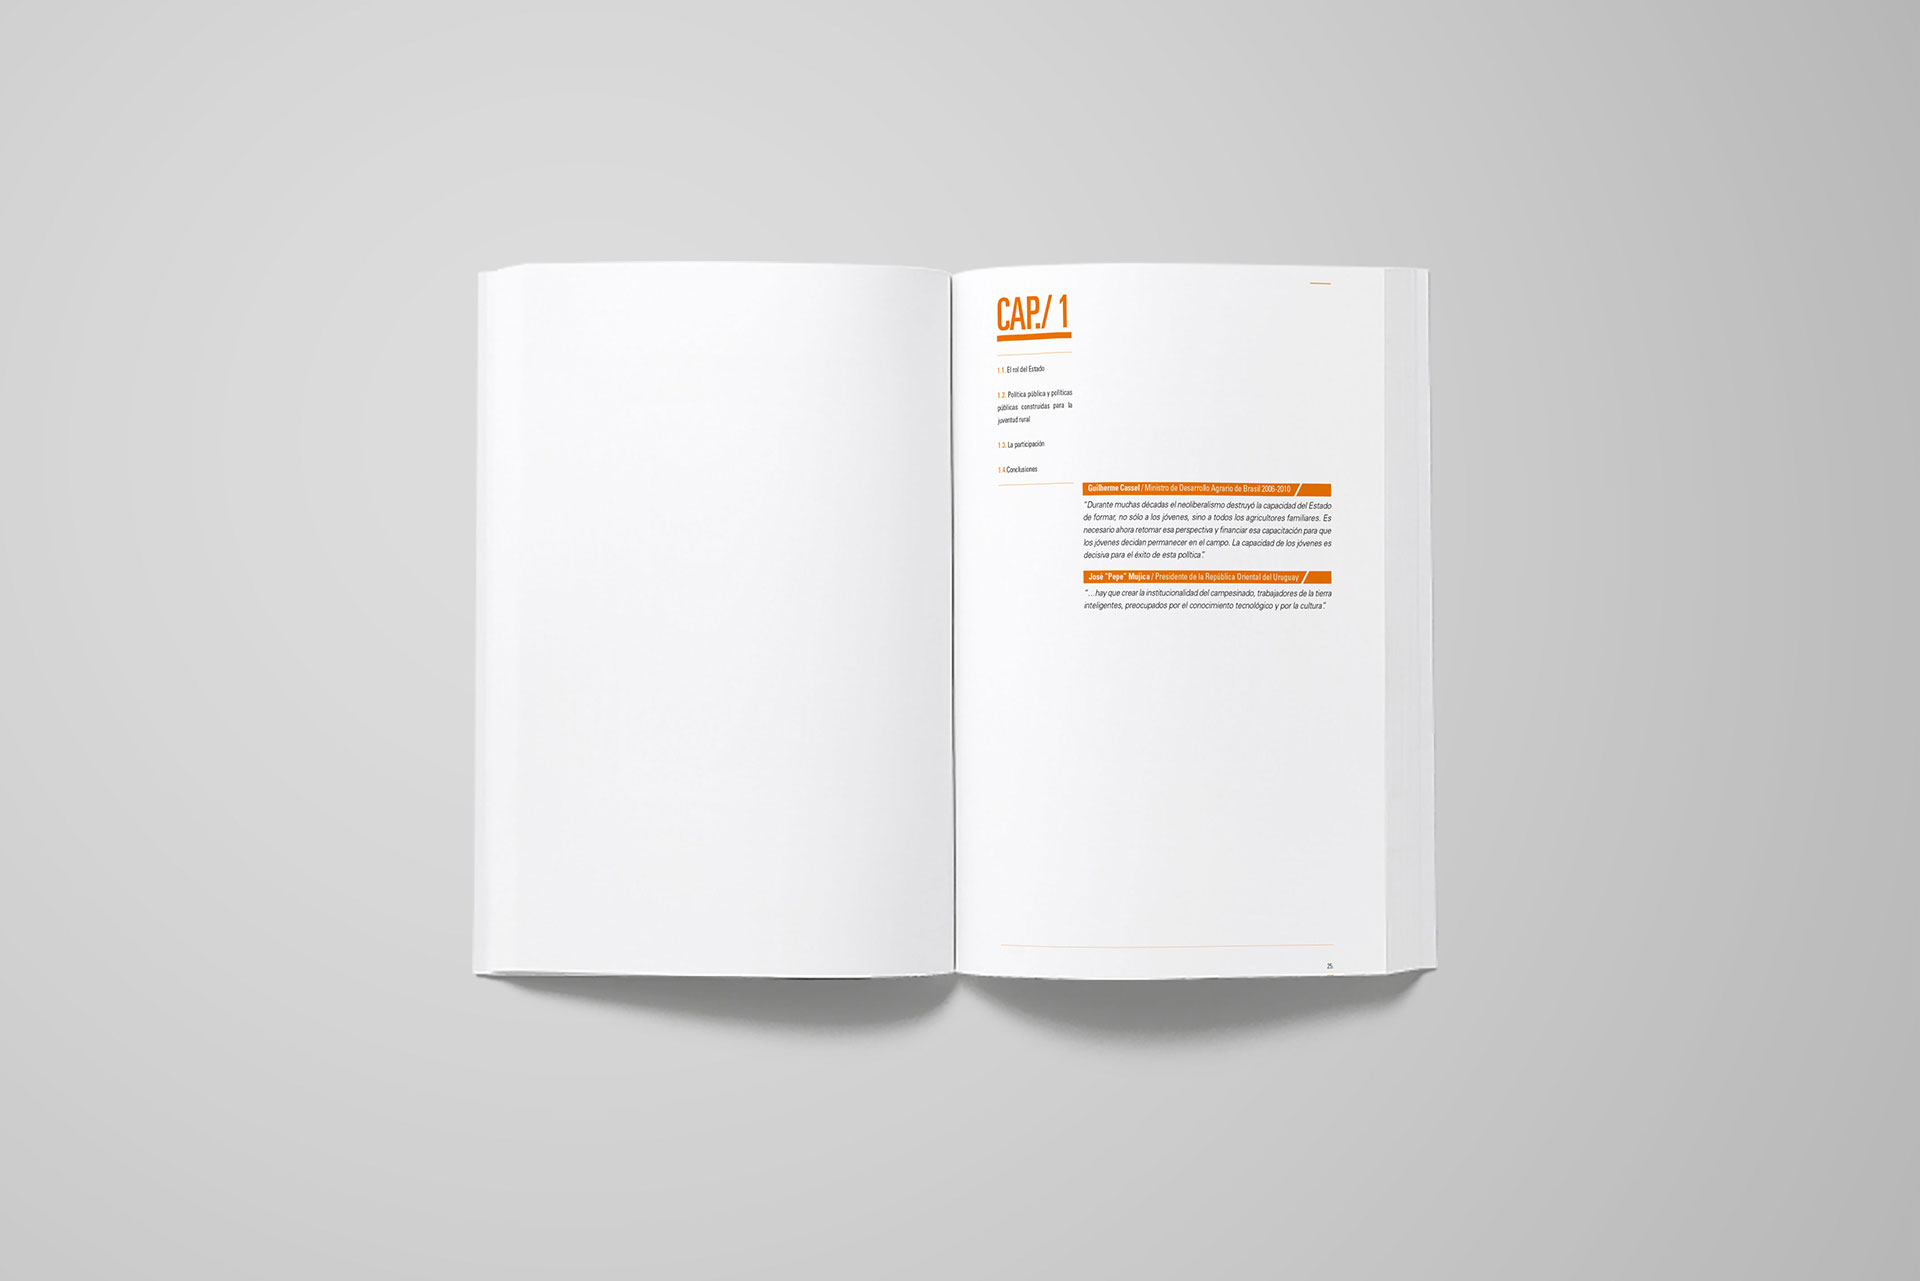 CAP./ 1
1.1. El rol del Estado
1.2. Política pública y políticas
públicas construidas para la
juventud rural
1.3. La participación
1.4 Conclusiones
Guilherme Cassel / Ministro de Desarrollo Agrario de Brasil 2006-2010
"Durante muchas décadas el neoliberalismo destruyó la capacidad del Estado
de formar, no sólo a los jóvenes, sino a todos los agricultores familiares. Es
necesario ahora retomar esa perspectiva y financiar esa capacitación para que
los jóvenes decidan permanecer en el campo. La capacidad de los jóvenes es
decisiva para el éxito de esta política".
José "Pepe" Mujica / Presidente de la República Oriental del Uruguay
"...hay que crear la institucionalidad del campesinado, trabajadores de la tierra
inteligentes, preocupados por el conocimiento tecnológico y por la cultura".
25.